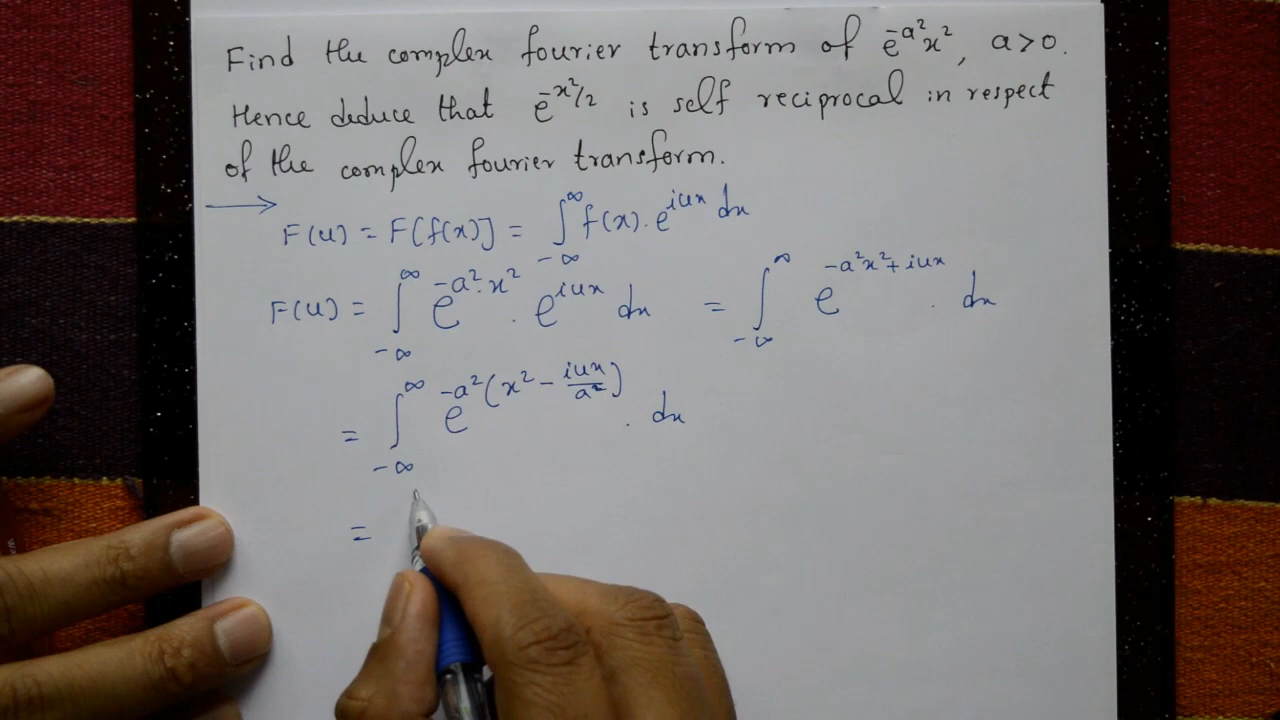 Find the complex fourier transform of e^{-a²x²}, a>0.
Hence deduce that e^{-x²/2} is self reciprocal in respect
of the complex fourier transform.
→ F(u) = F[f(x)] = ∫_{-∞}^{∞} f(x). e^{iux} dx
F(u) = ∫_{-∞}^{∞} e^{-a².x²} . e^{iux} dx = ∫_{-∞}^{∞} e^{-a²x²+iux} . dx
= ∫_{-∞}^{∞} e^{-a²(x² - iux/a²)} . dx
=